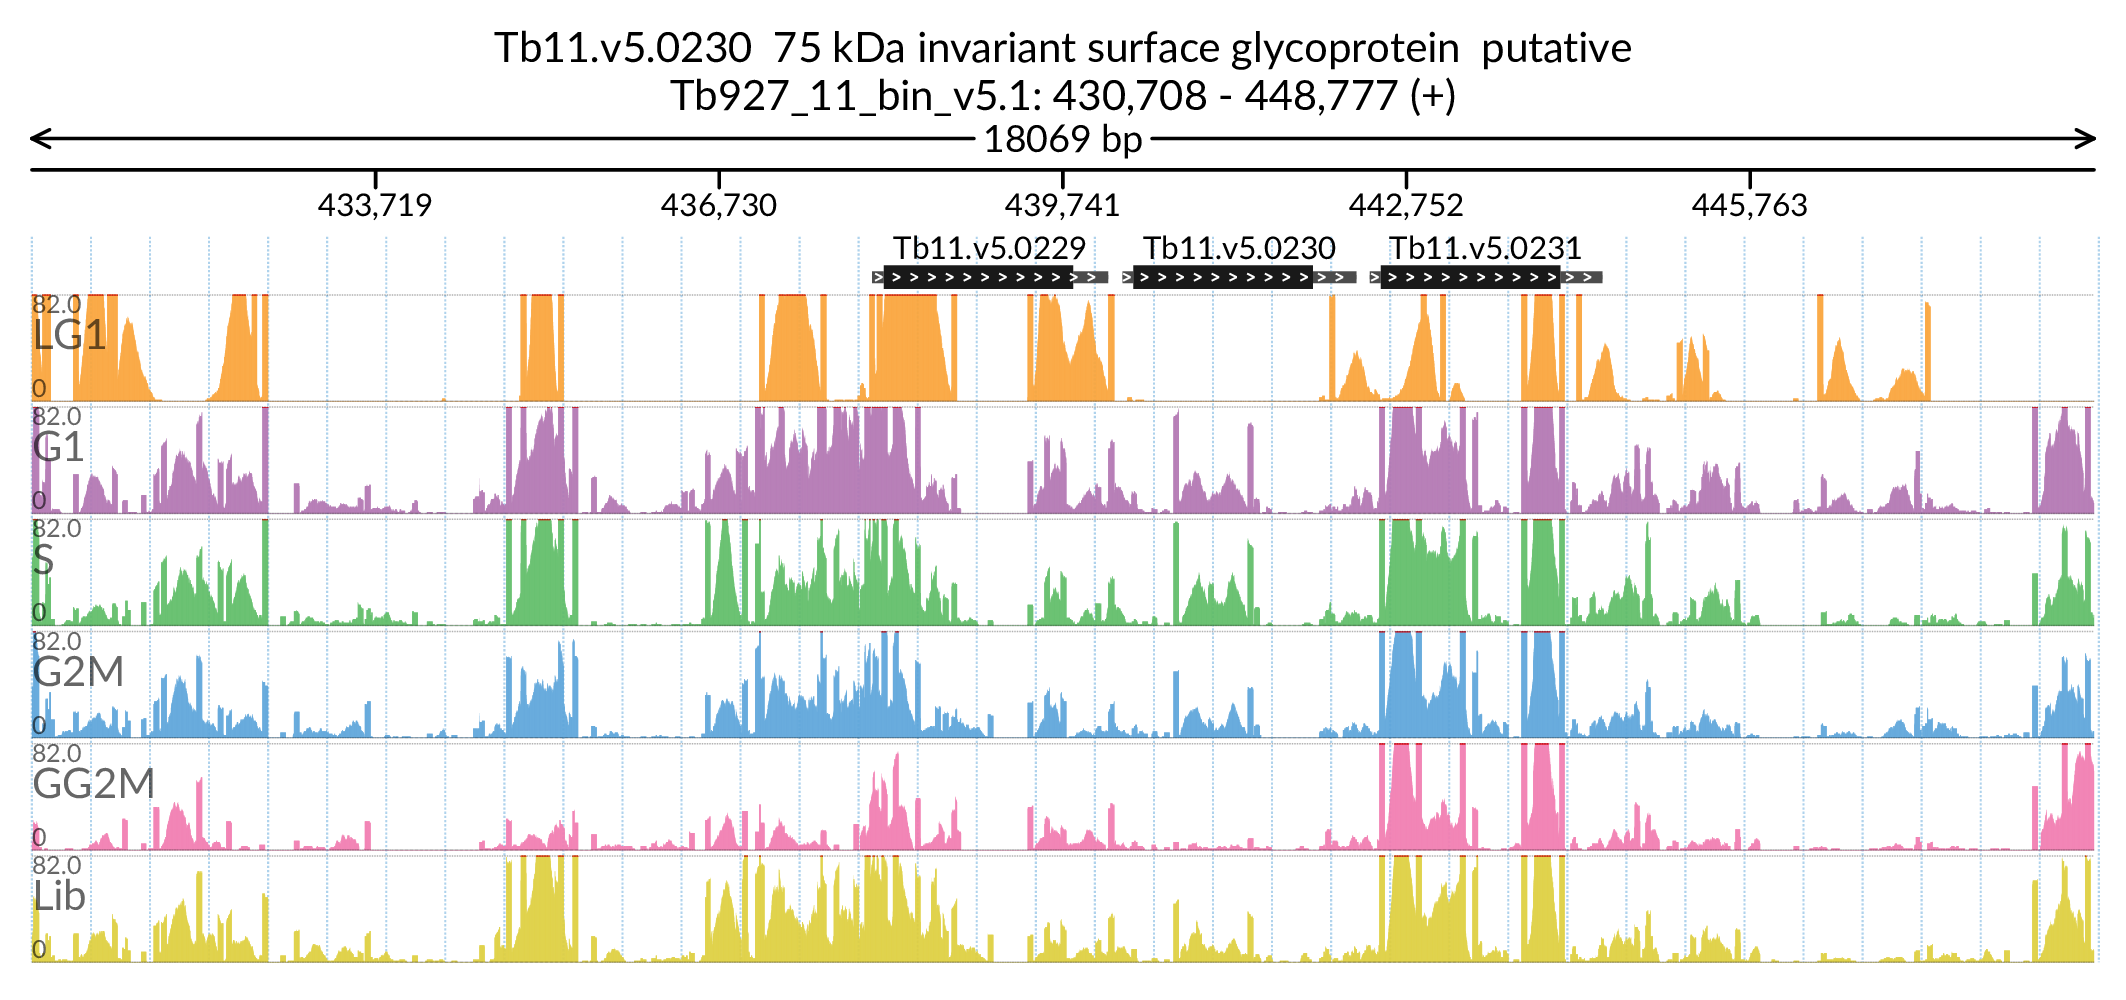 Tb11.v5.0230  75 kDa invariant surface glycoprotein  putative
Tb927_11_bin_v5.1: 430,708 - 448,777 (+)
18069 bp
433,719 436,730 439,741 442,752 445,763
Tb11.v5.0229 Tb11.v5.0230 Tb11.v5.0231
82.0
LG1
0
82.0
G1
0
82.0
S
0
82.0
G2M
0
82.0
GG2M
0
82.0
Lib
0